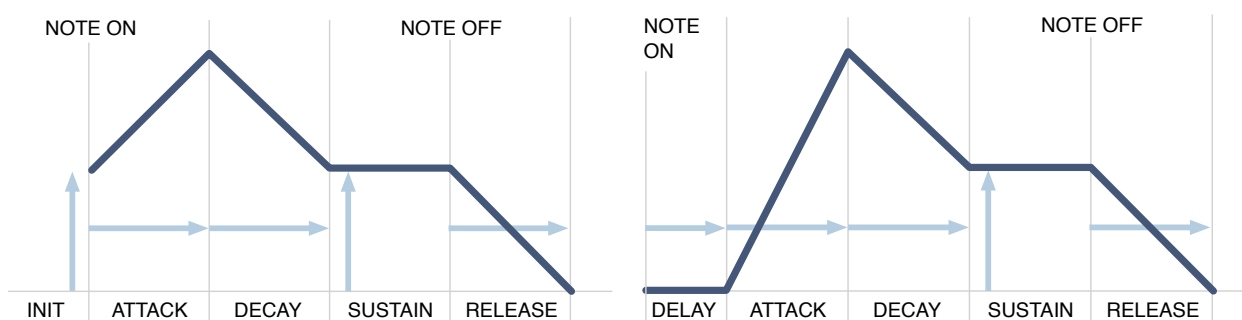 NOTE ON
NOTE OFF
INIT
ATTACK
DECAY
SUSTAIN
RELEASE
NOTE
ON
NOTE OFF
DELAY
ATTACK
DECAY
SUSTAIN
RELEASE